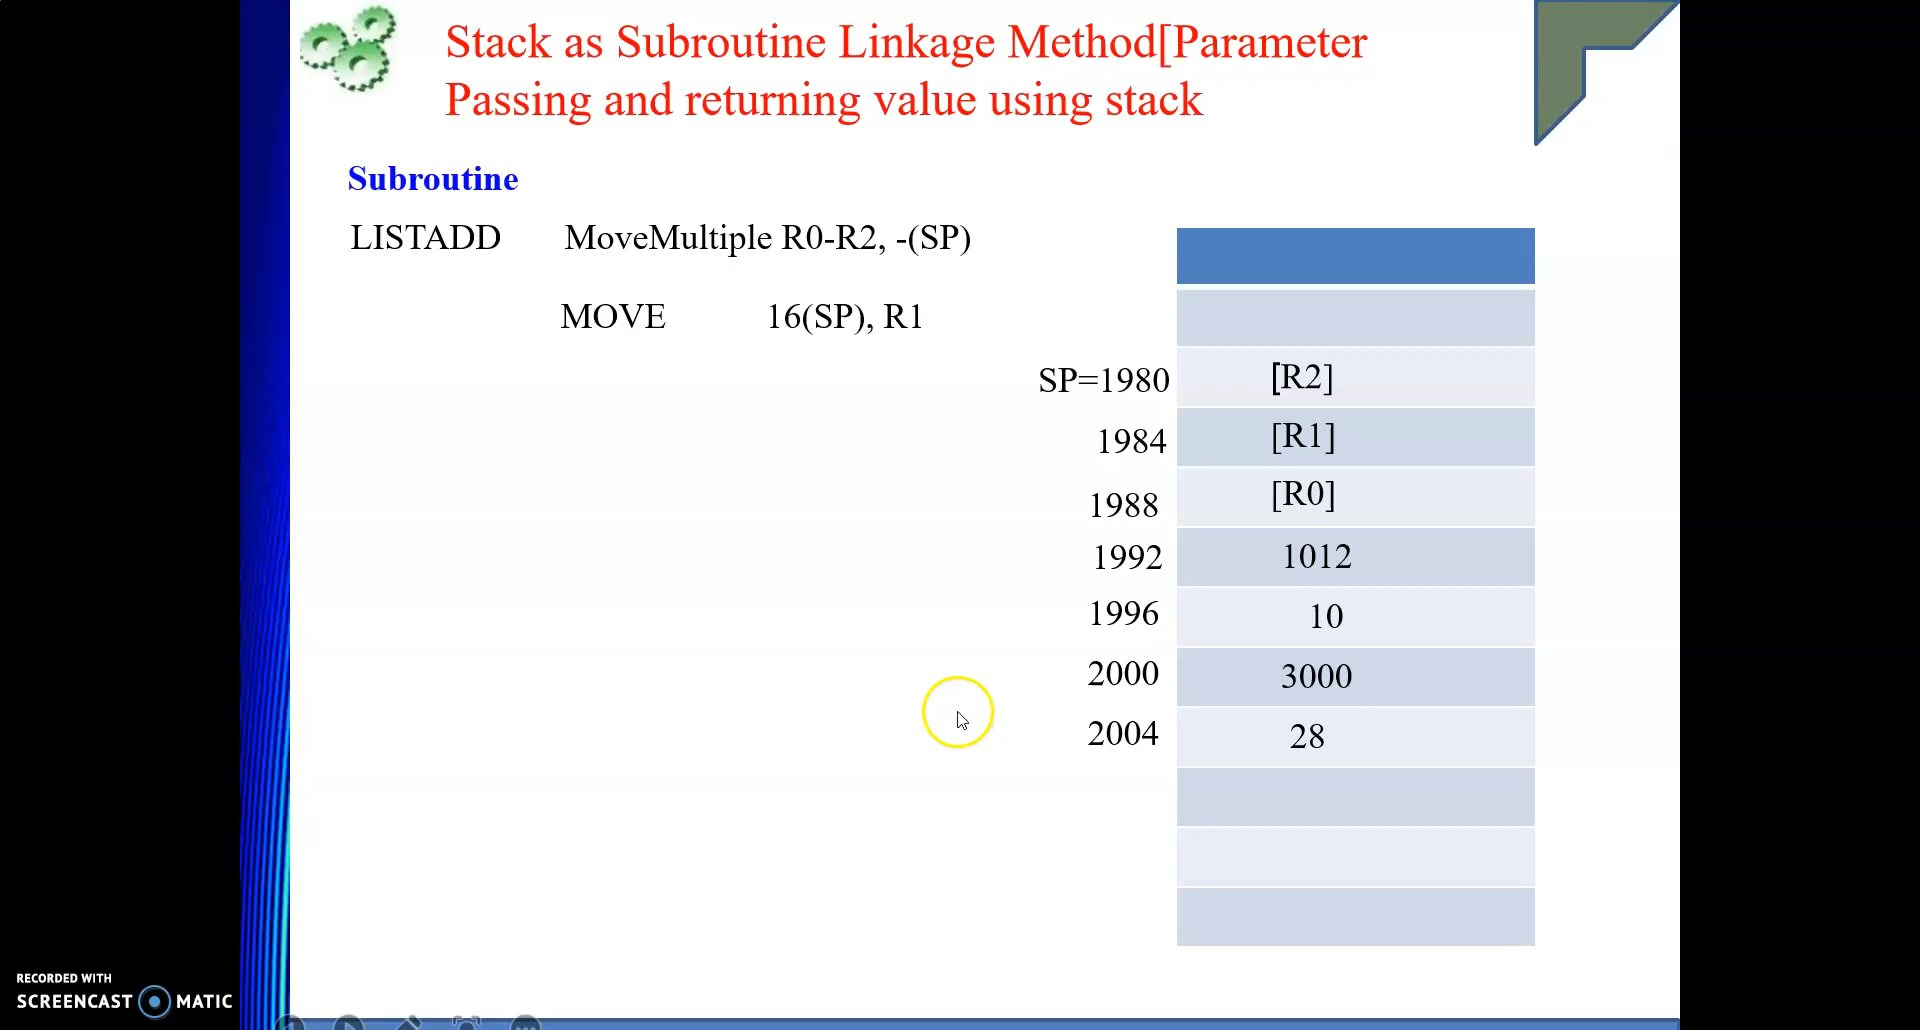 Stack as Subroutine Linkage Method[Parameter
Passing and returning value using stack
Subroutine
LISTADD MoveMultiple R0-R2, -(SP)
MOVE 16(SP), R1
SP=1980 [R2]
1984 [R1]
1988 [R0]
1992 1012
1996 10
2000 3000
2004 28
RECORDED WITH
SCREENCAST MATIC